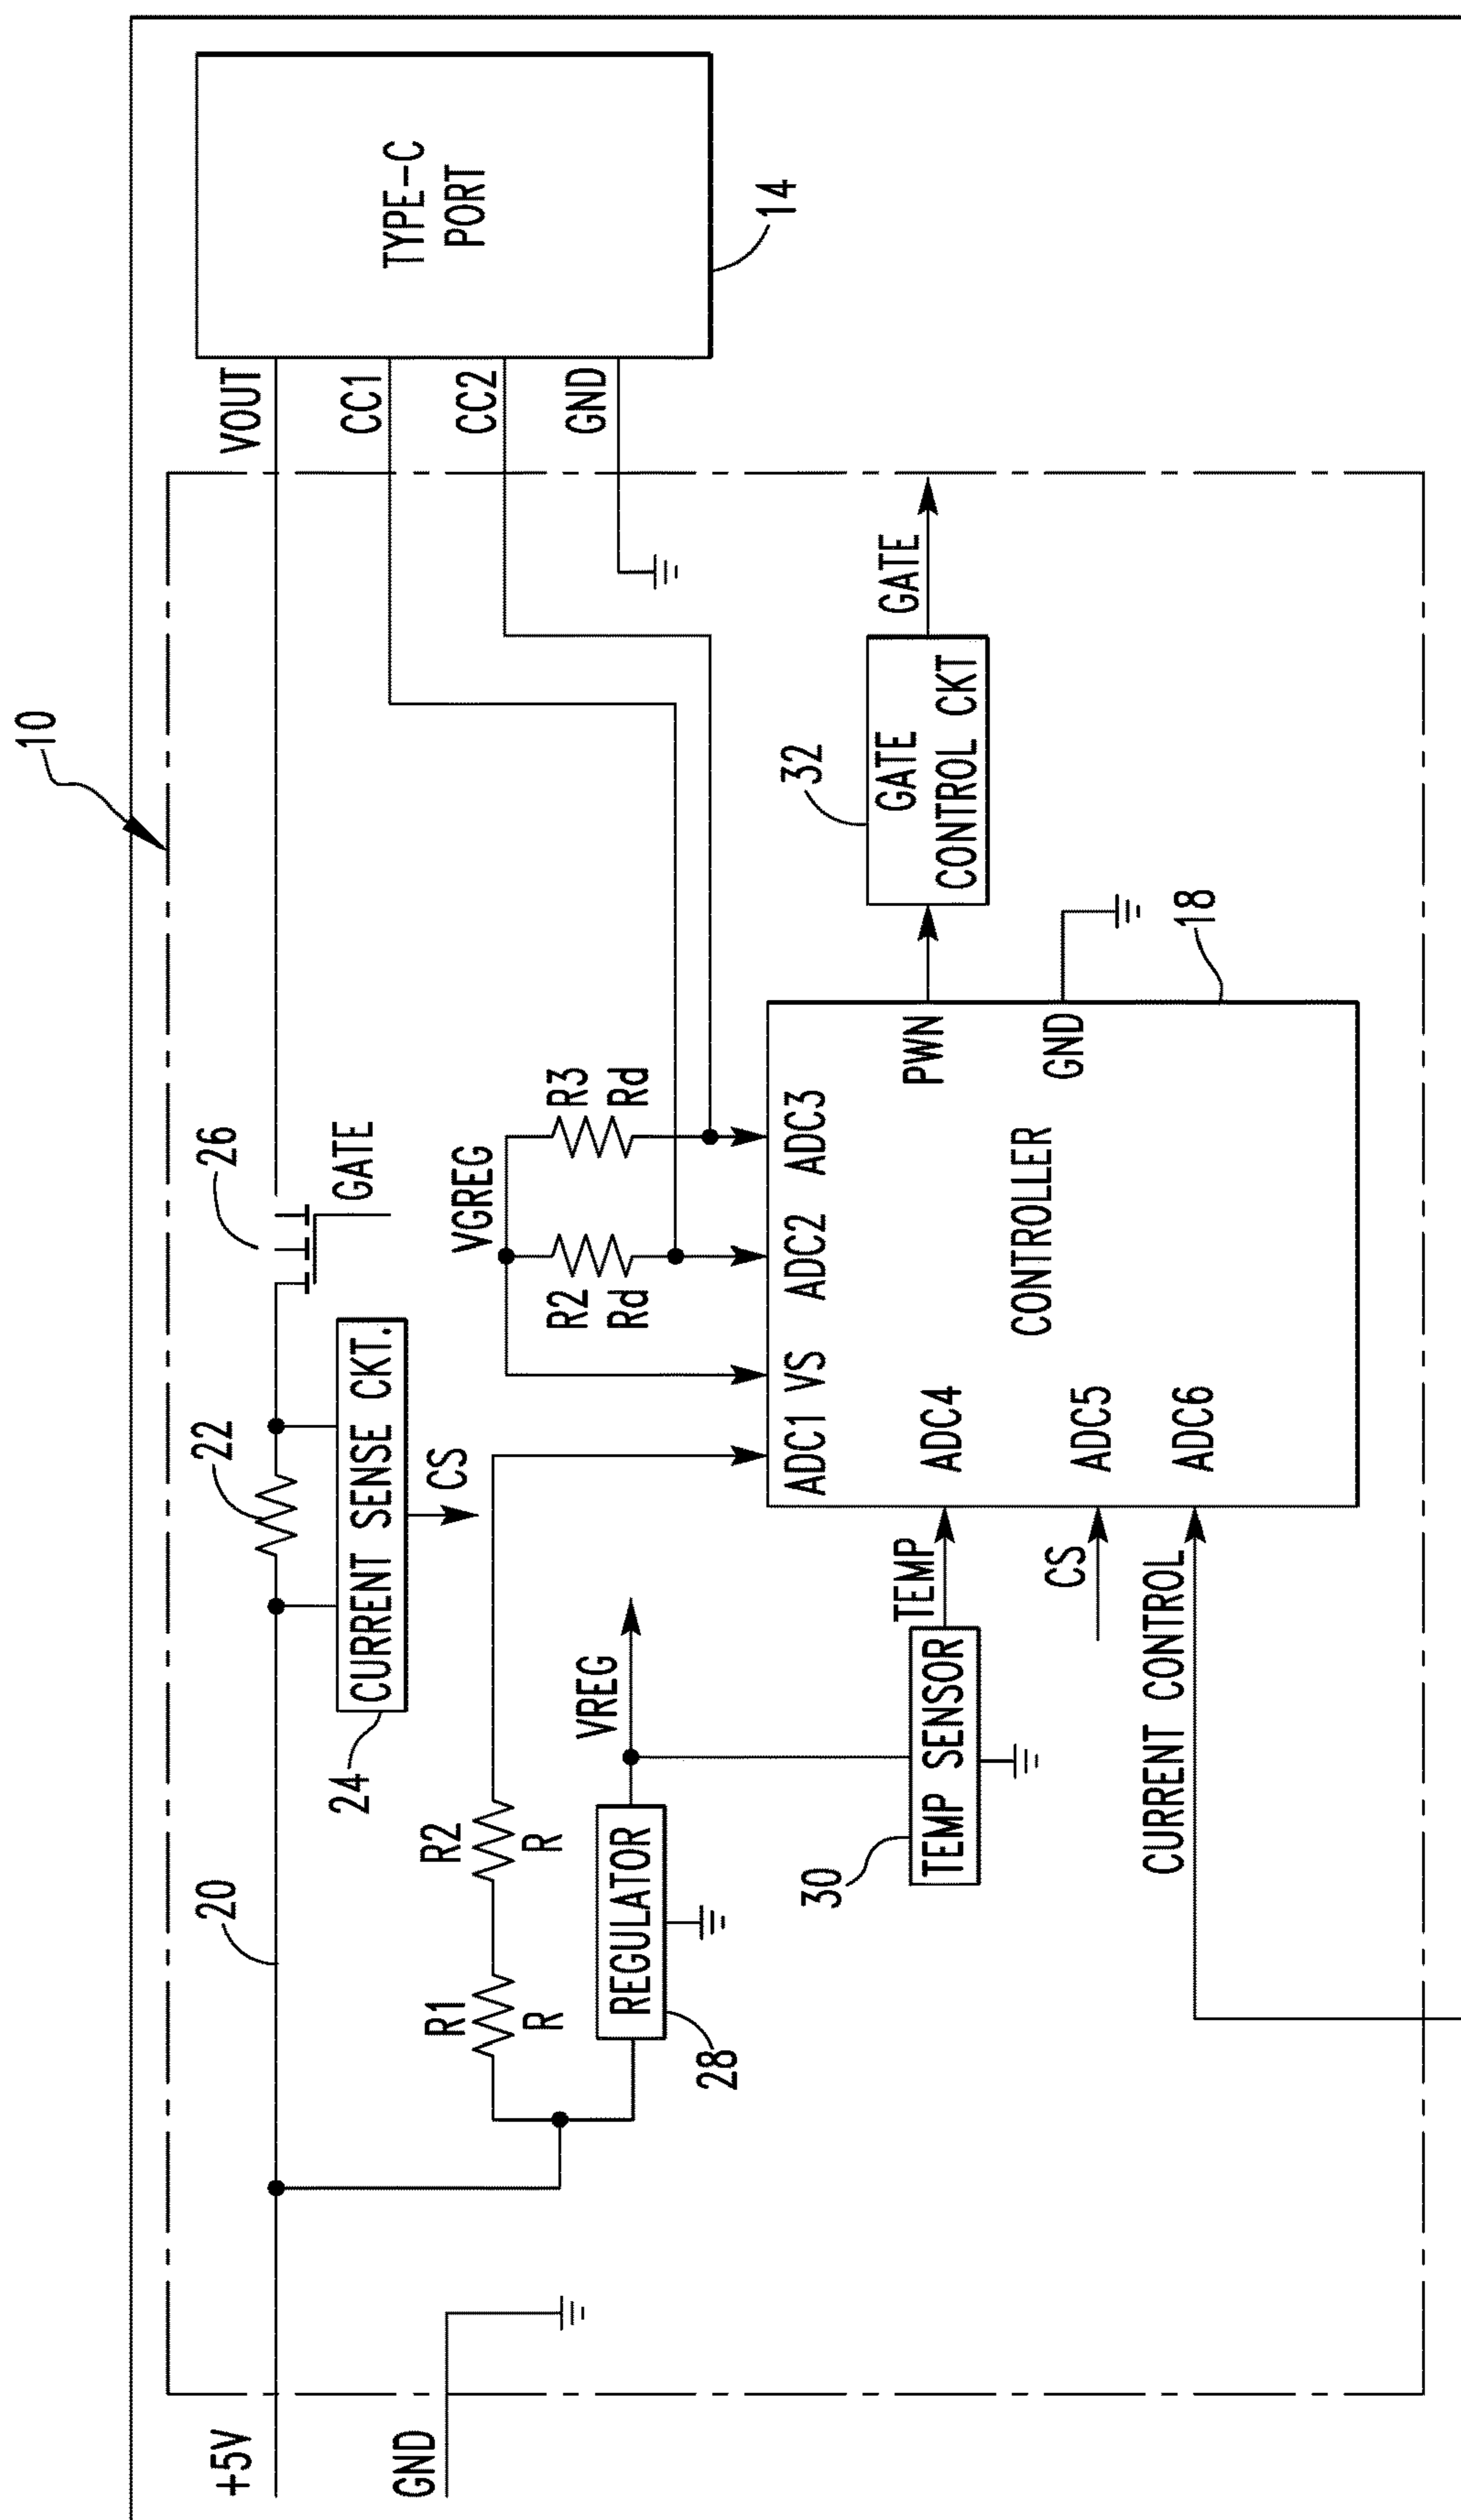 10
+5V
GND
20
22
26
24
CURRENT SENSE CKT.
CS
GATE
VOUT
CC1
CC2
GND
TYPE-C
PORT
14
R1
R
R2
R
REGULATOR
28
VREG
VGREG
R2
Rd
R3
Rd
30
TEMP SENSOR
TEMP
CS
CURRENT CONTROL
ADC1
VS
ADC2
ADC3
ADC4
ADC5
ADC6
CONTROLLER
PWN
GND
18
32
GATE
CONTROL CKT
GATE